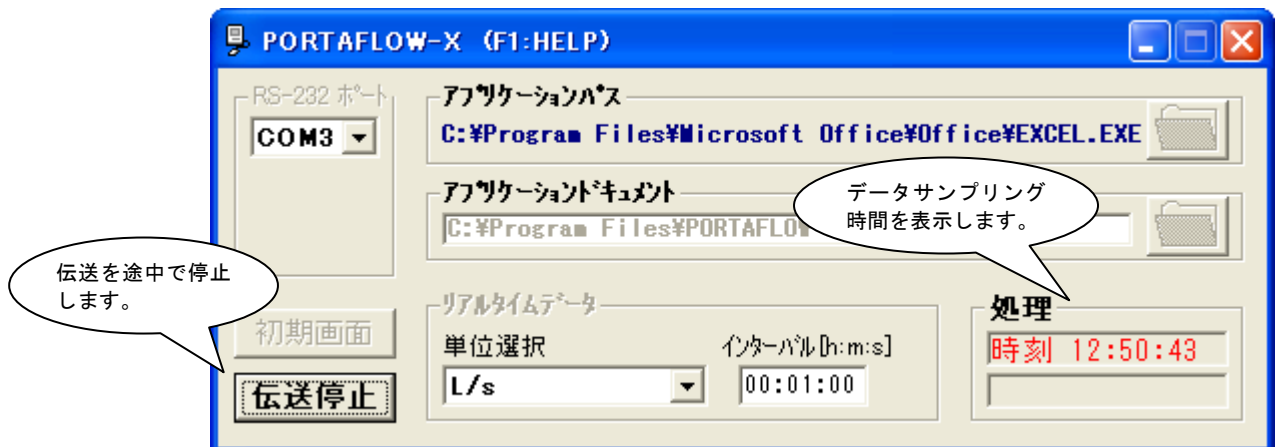 PORTAFLOW-X (F1:HELP)
RS-232 ポート
COM3
アプリケーションパス
C:¥Program Files¥Microsoft Office¥Office¥EXCEL.EXE
アプリケーションドキュメント
C:¥Program Files¥PORTAFLOW
データサンプリング
時間を表示します。
伝送を途中で停止
します。
初期画面
伝送停止
リアルタイムデータ
単位選択
L/s
インターバル[h:m:s]
00:01:00
処理
時刻 12:50:43